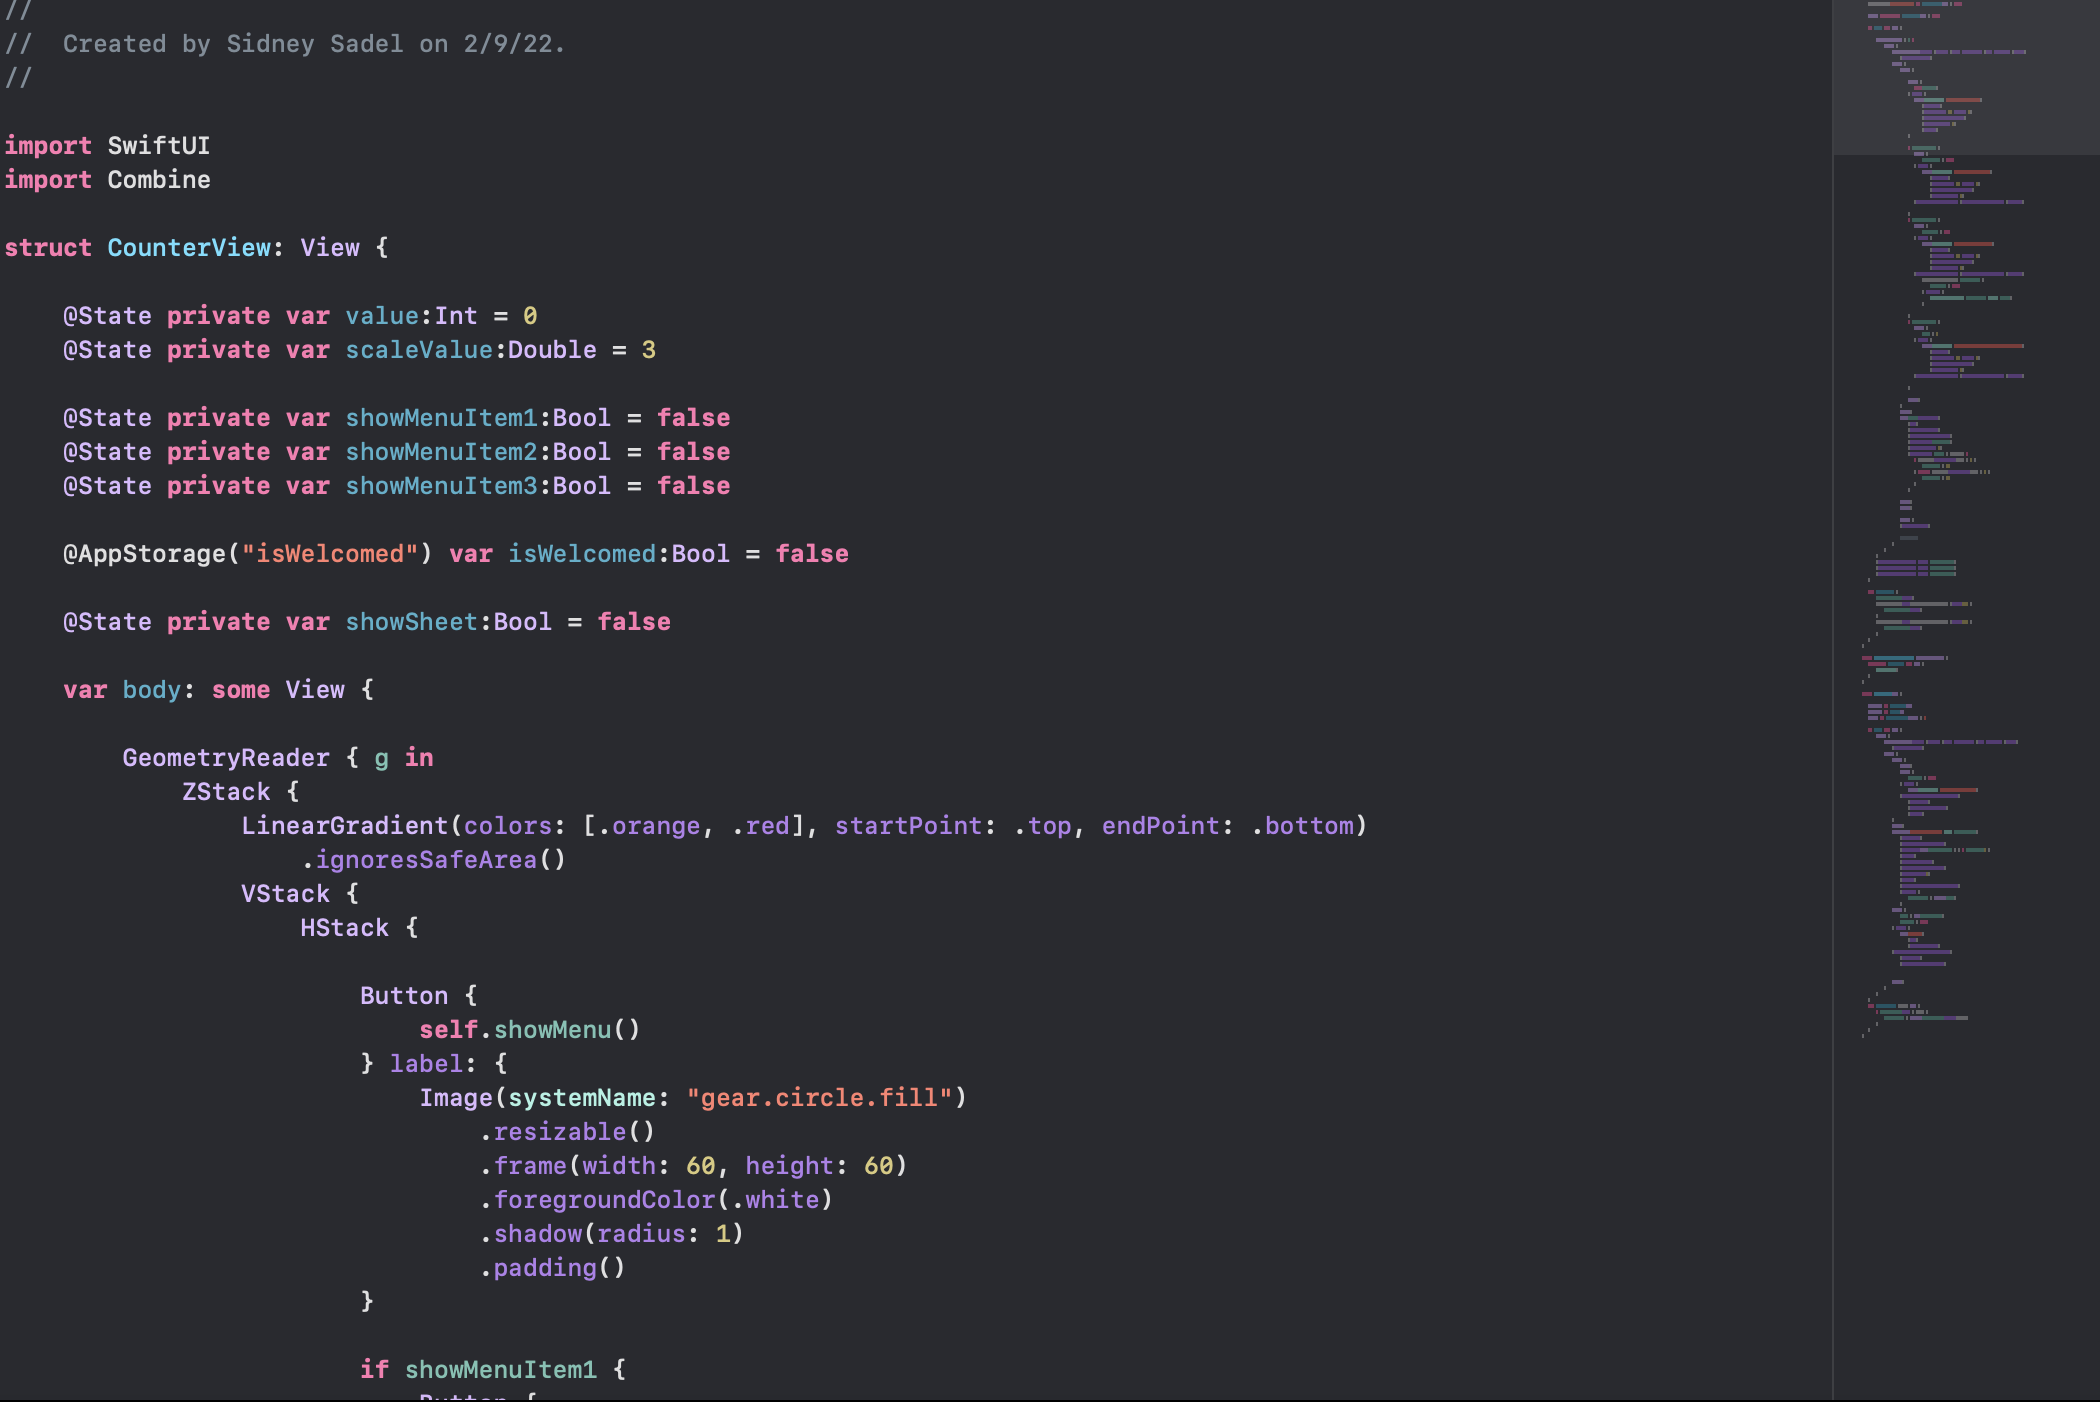 //
//  Created by Sidney Sadel on 2/9/22.
//
import SwiftUI
import Combine
struct CounterView: View {
@State private var value:Int = 0
@State private var scaleValue:Double = 3
@State private var showMenuItem1:Bool = false
@State private var showMenuItem2:Bool = false
@State private var showMenuItem3:Bool = false
@AppStorage("isWelcomed") var isWelcomed:Bool = false
@State private var showSheet:Bool = false
var body: some View {
GeometryReader { g in
ZStack {
LinearGradient(colors: [.orange, .red], startPoint: .top, endPoint: .bottom)
.ignoresSafeArea()
VStack {
HStack {
Button {
self.showMenu()
} label: {
Image(systemName: "gear.circle.fill")
.resizable()
.frame(width: 60, height: 60)
.foregroundColor(.white)
.shadow(radius: 1)
.padding()
}
if showMenuItem1 {